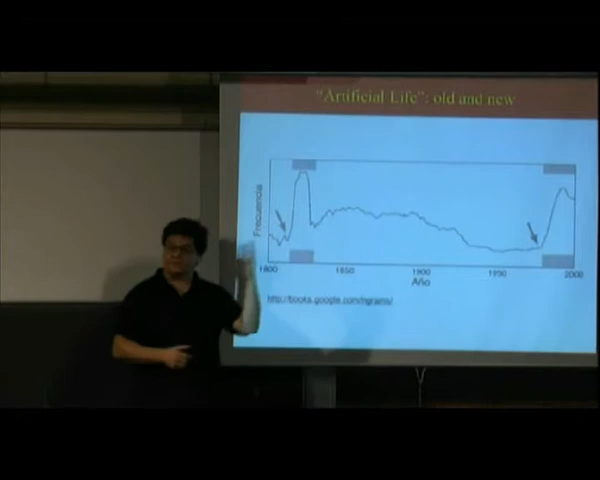 "Artificial Life": old and new
Frecuencia
1800 1850 1900 1950 2000
Año
http://books.google.com/ngrams/